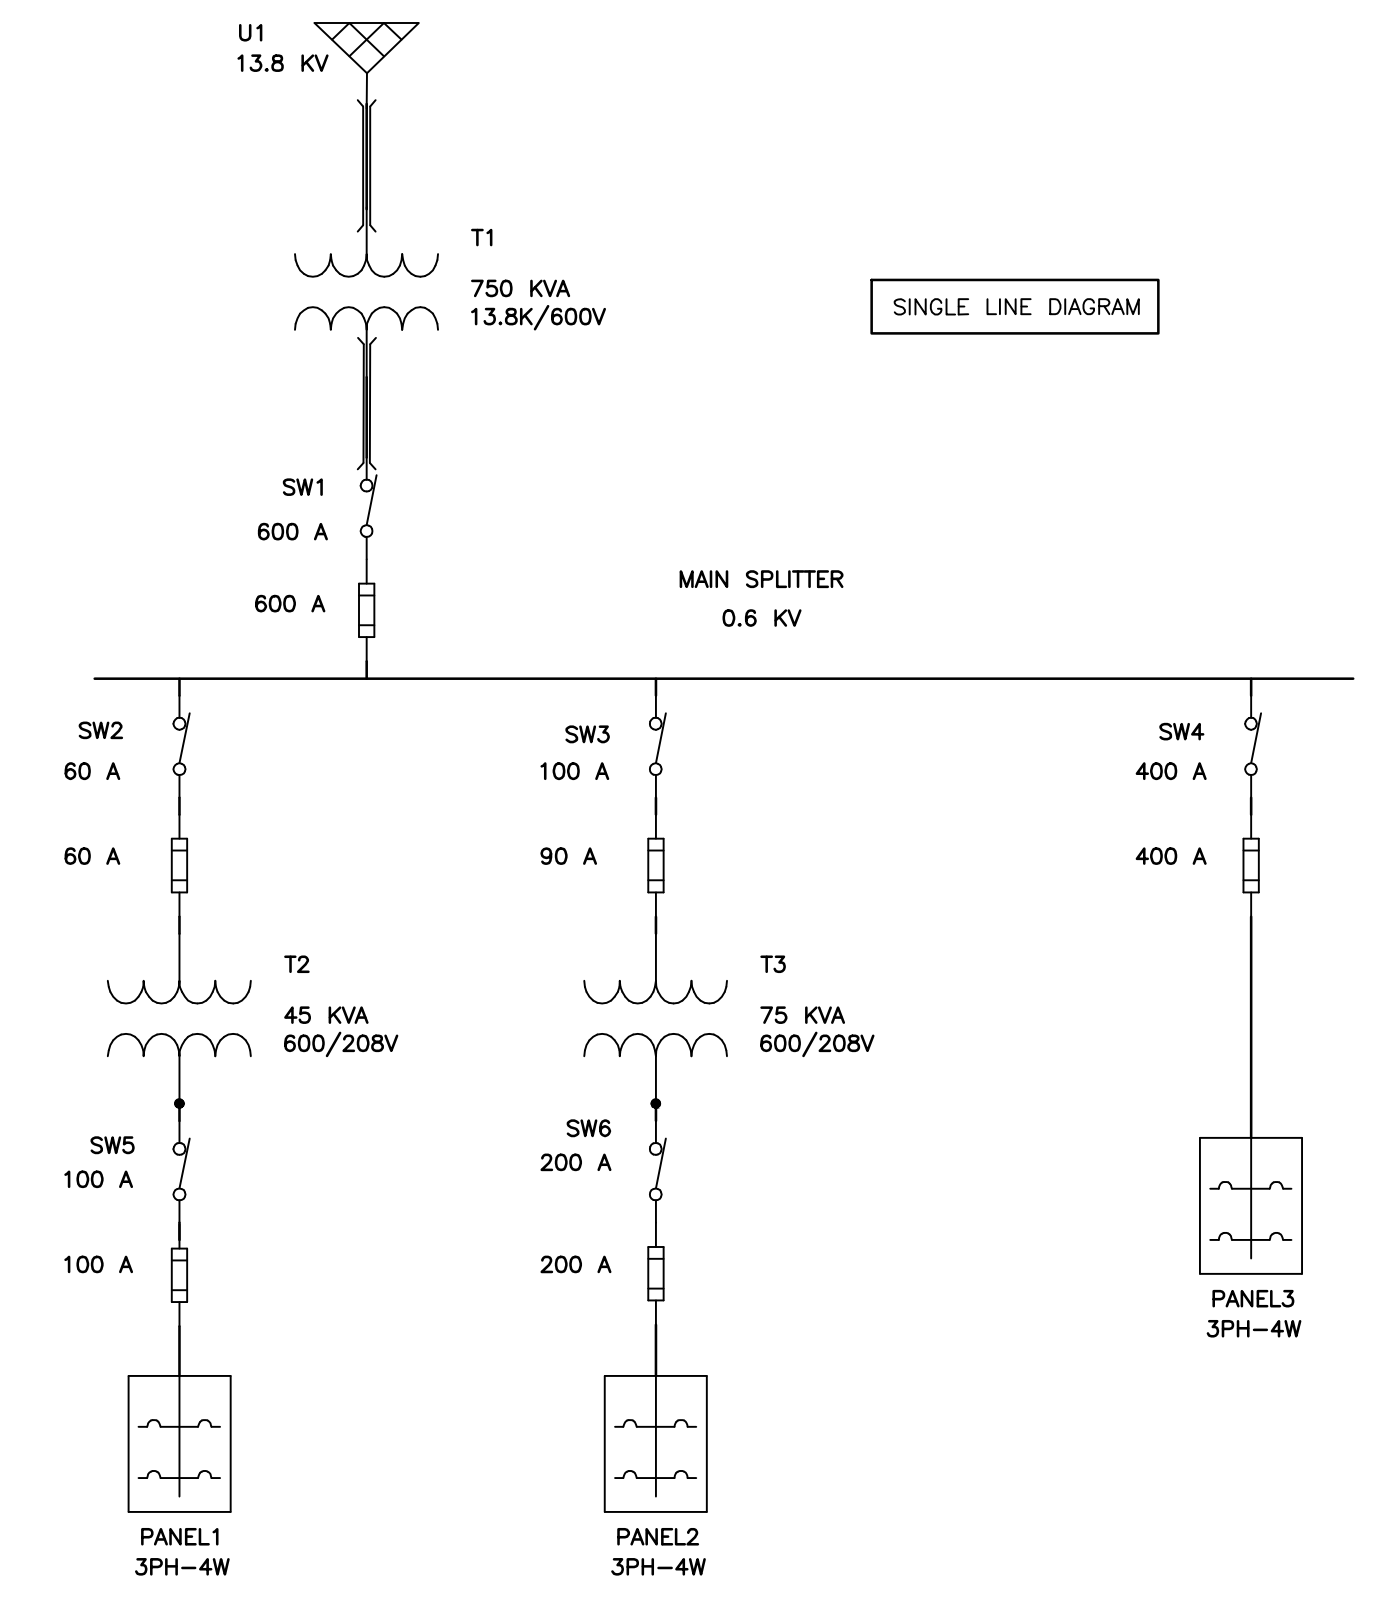 U1
13.8 KV
T1
750 KVA
13.8K/600V
SINGLE LINE DIAGRAM
SW1
600 A
600 A
MAIN SPLITTER
0.6 KV
SW2
60 A
60 A
SW3
100 A
90 A
SW4
400 A
400 A
T2
45 KVA
600/208V
T3
75 KVA
600/208V
SW5
100 A
100 A
SW6
200 A
200 A
PANEL3
3PH-4W
PANEL1
3PH-4W
PANEL2
3PH-4W